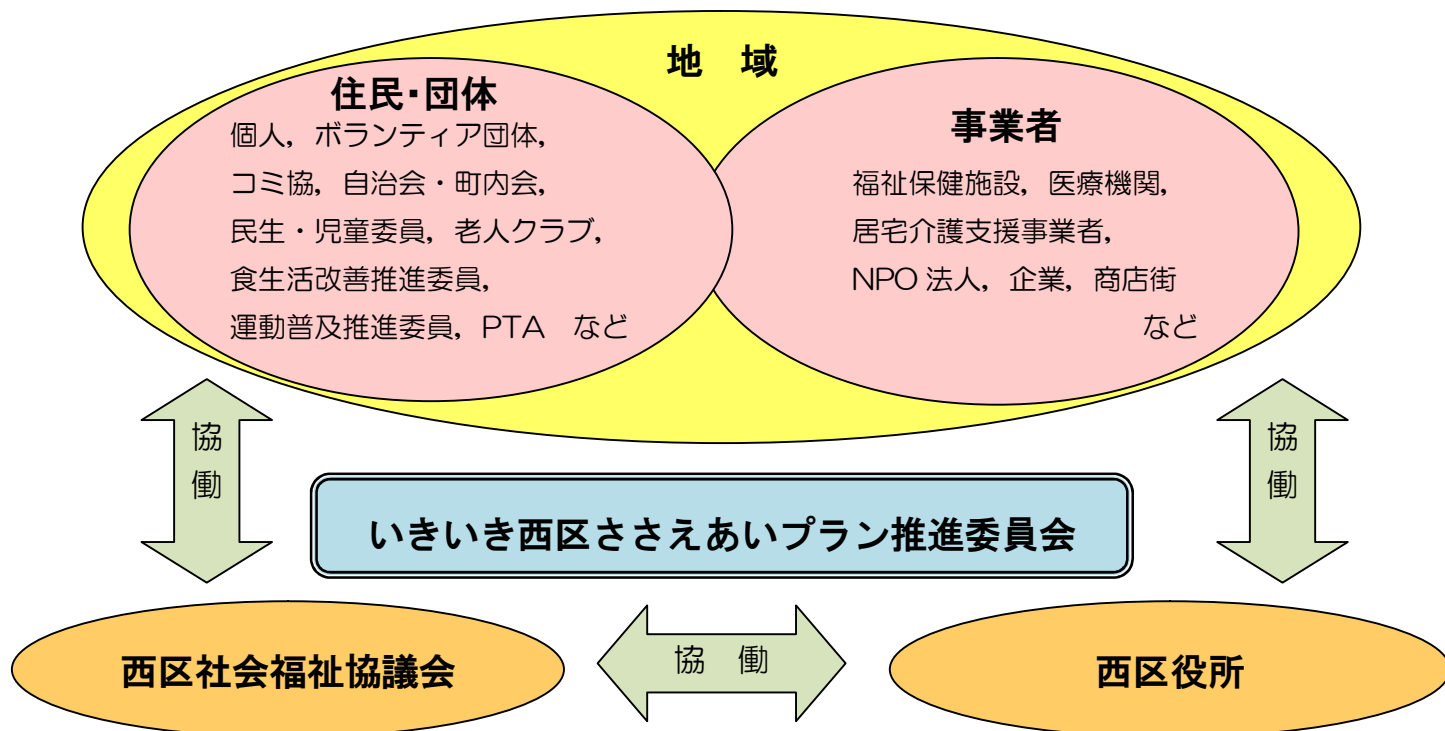 地　域
住民・団体
個人，ボランティア団体，
コミ協，自治会・町内会，
民生・児童委員，老人クラブ，
食生活改善推進委員，
運動普及推進委員，PTA　など
事業者
福祉保健施設，医療機関，
居宅介護支援事業者，
NPO 法人，企業，商店街
など
協
働
協
働
いきいき西区ささえあいプラン推進委員会
西区社会福祉協議会
協　働
西区役所